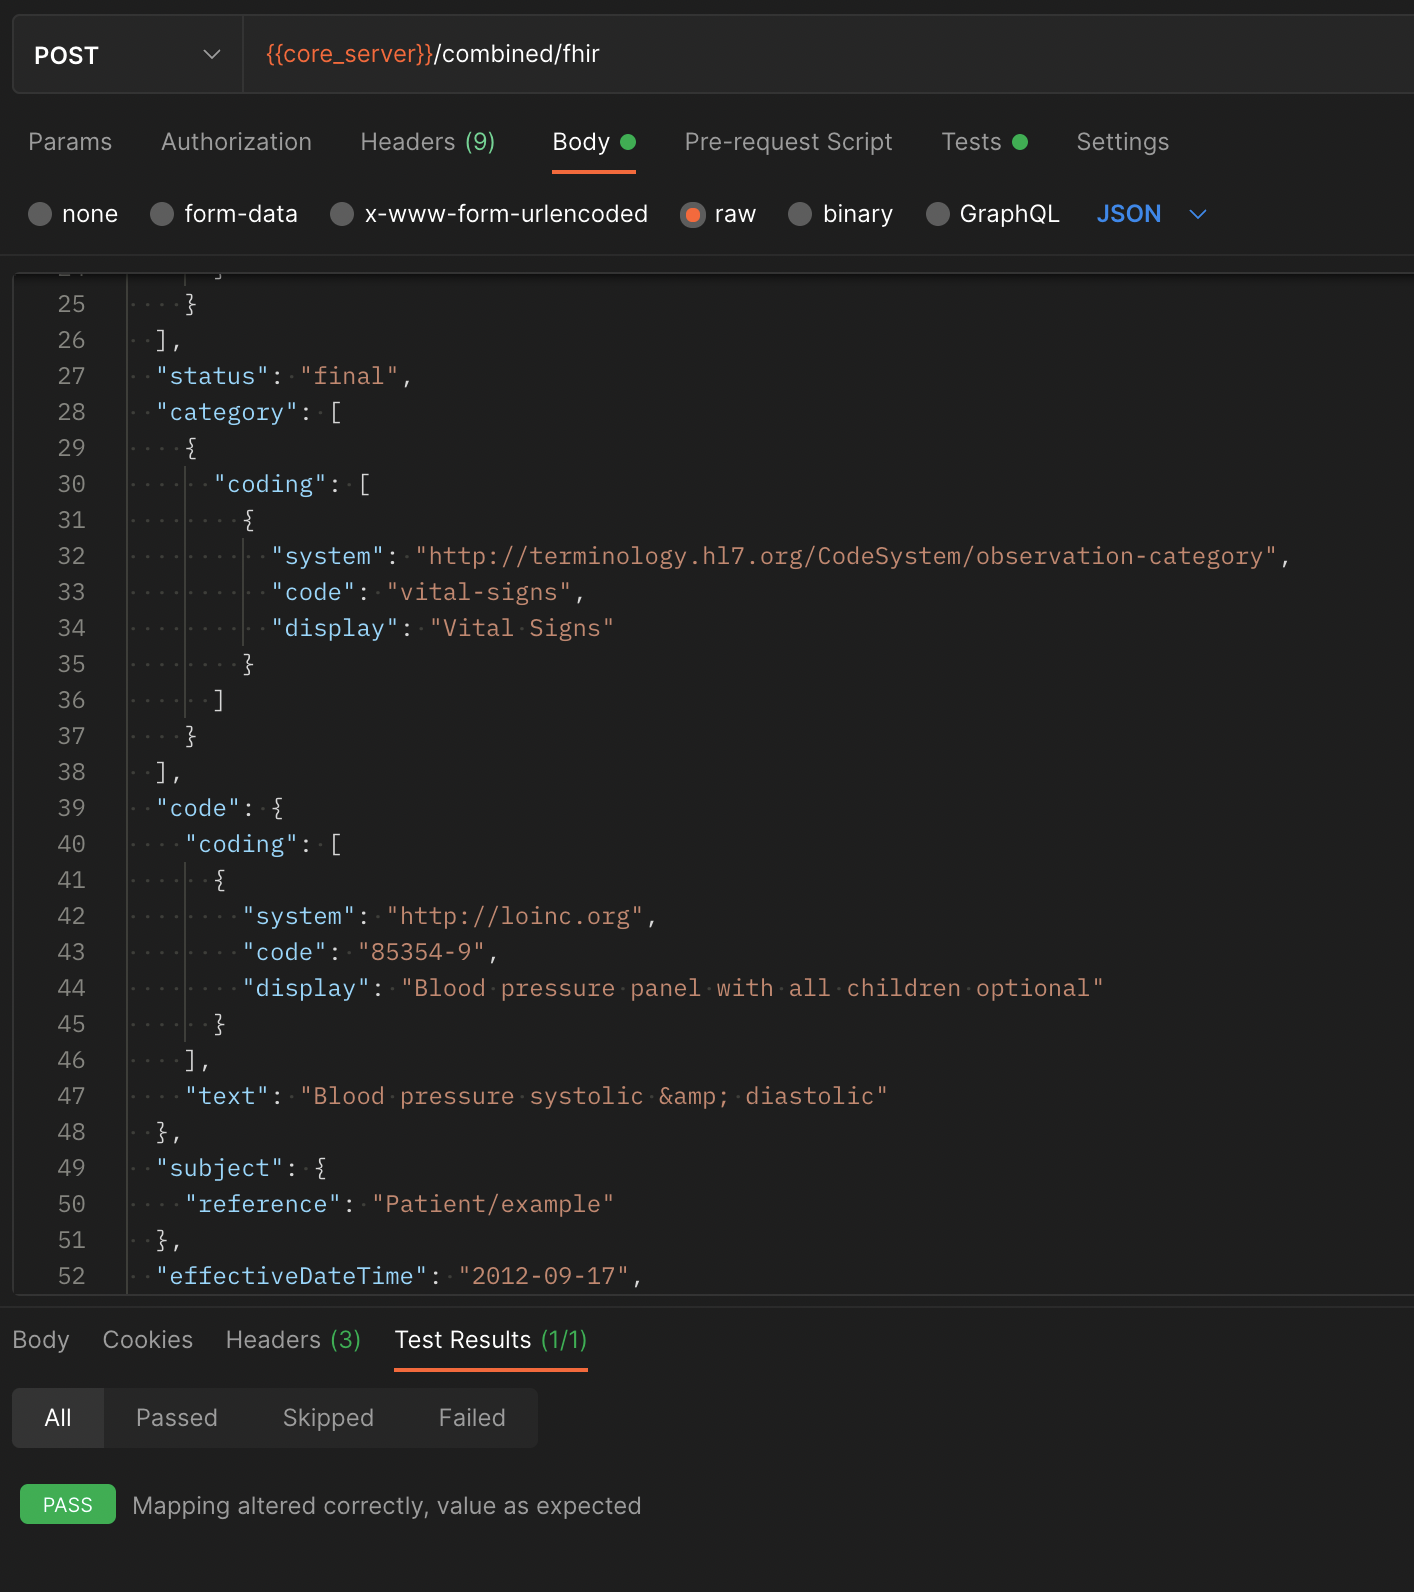 POST {{core_server}}/combined/fhir
Params Authorization Headers (9) Body Pre-request Script Tests Settings
none form-data x-www-form-urlencoded raw binary GraphQL JSON
25 }
26 ],
27 "status": "final",
28 "category": [
29 {
30 "coding": [
31 {
32 "system": "http://terminology.hl7.org/CodeSystem/observation-category",
33 "code": "vital-signs",
34 "display": "Vital Signs"
35 }
36 ]
37 }
38 ],
39 "code": {
40 "coding": [
41 {
42 "system": "http://loinc.org",
43 "code": "85354-9",
44 "display": "Blood pressure panel with all children optional"
45 }
46 ],
47 "text": "Blood pressure systolic &amp; diastolic"
48 },
49 "subject": {
50 "reference": "Patient/example"
51 },
52 "effectiveDateTime": "2012-09-17",
Body Cookies Headers (3) Test Results (1/1)
All Passed Skipped Failed
PASS Mapping altered correctly, value as expected